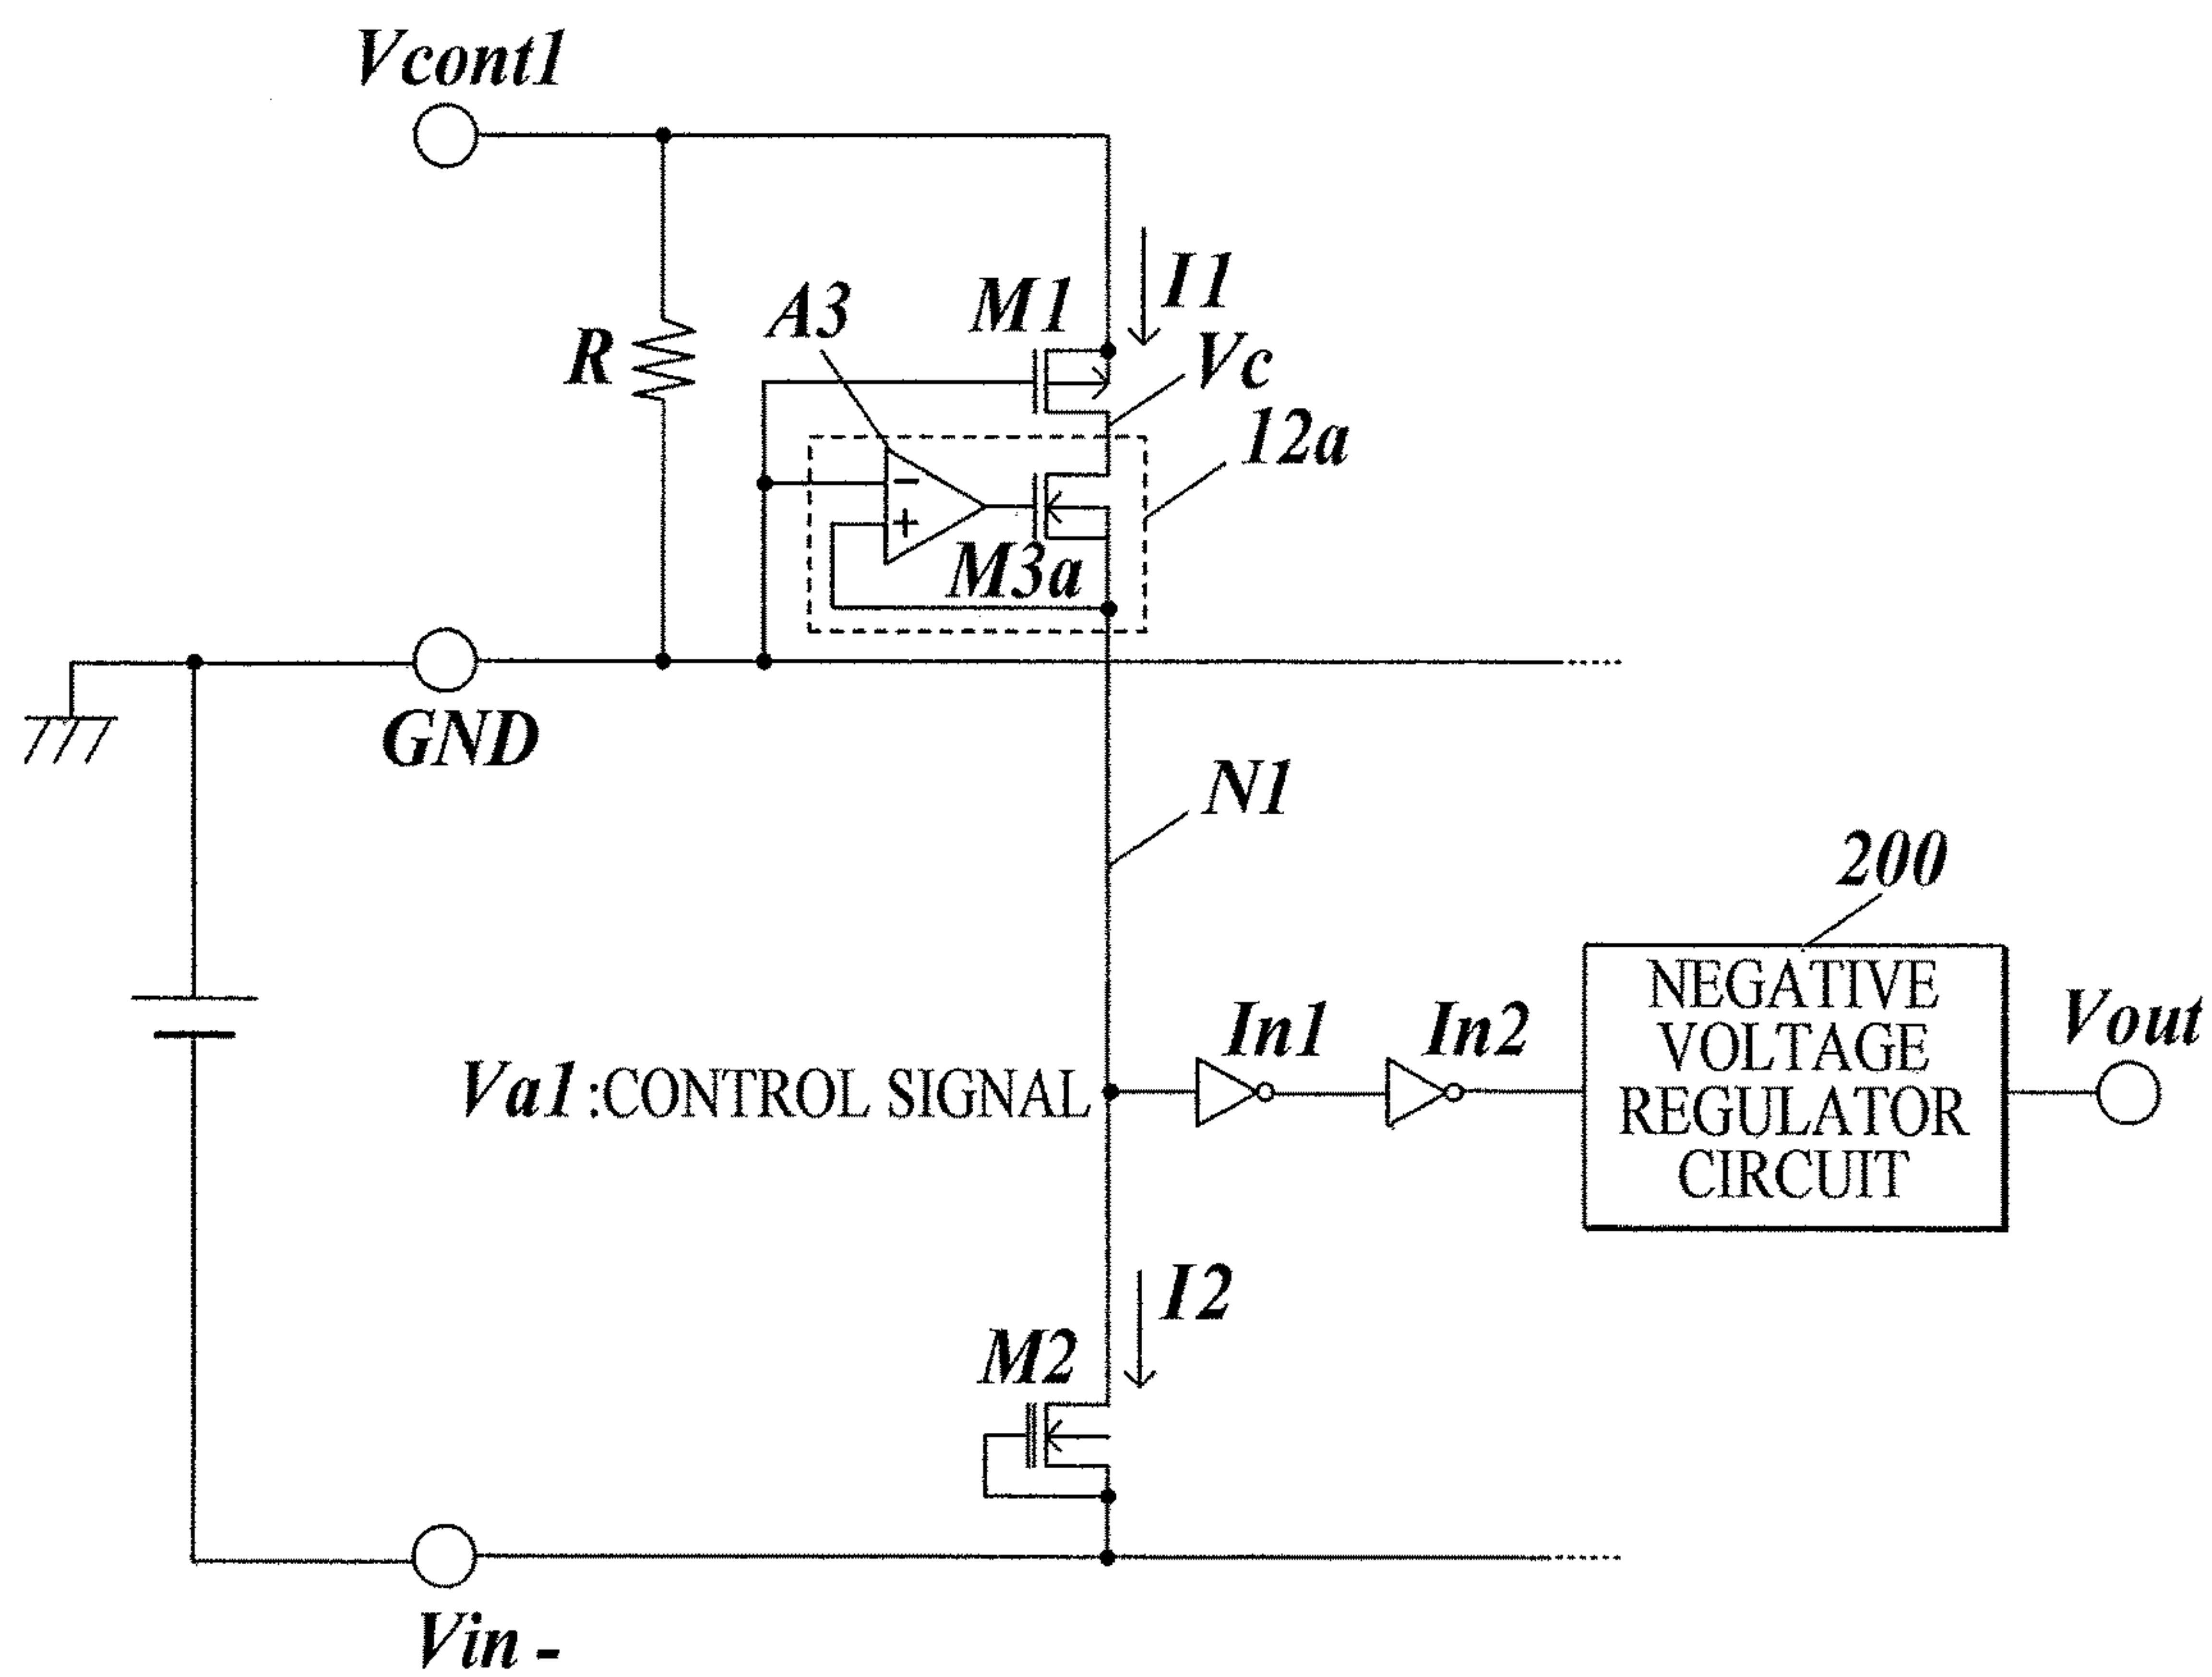 Vcont1
I1
M1
A3
R
Vc
12a
−
+
M3a
GND
N1
200
NEGATIVE
VOLTAGE
REGULATOR
CIRCUIT
In1
In2
Vout
Va1:CONTROL SIGNAL
I2
M2
Vin -